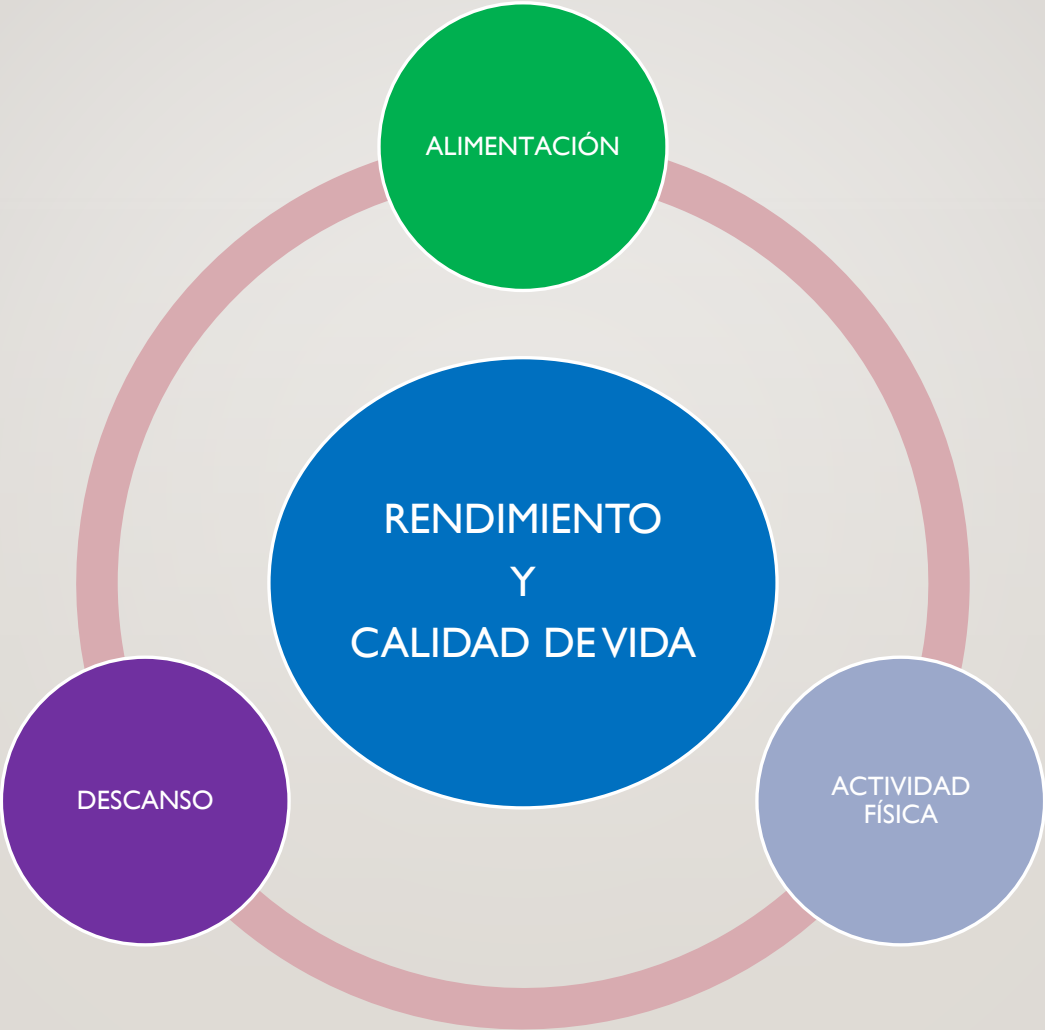 ALIMENTACIÓN
RENDIMIENTO
Y
CALIDAD DE VIDA
DESCANSO
ACTIVIDAD
FÍSICA